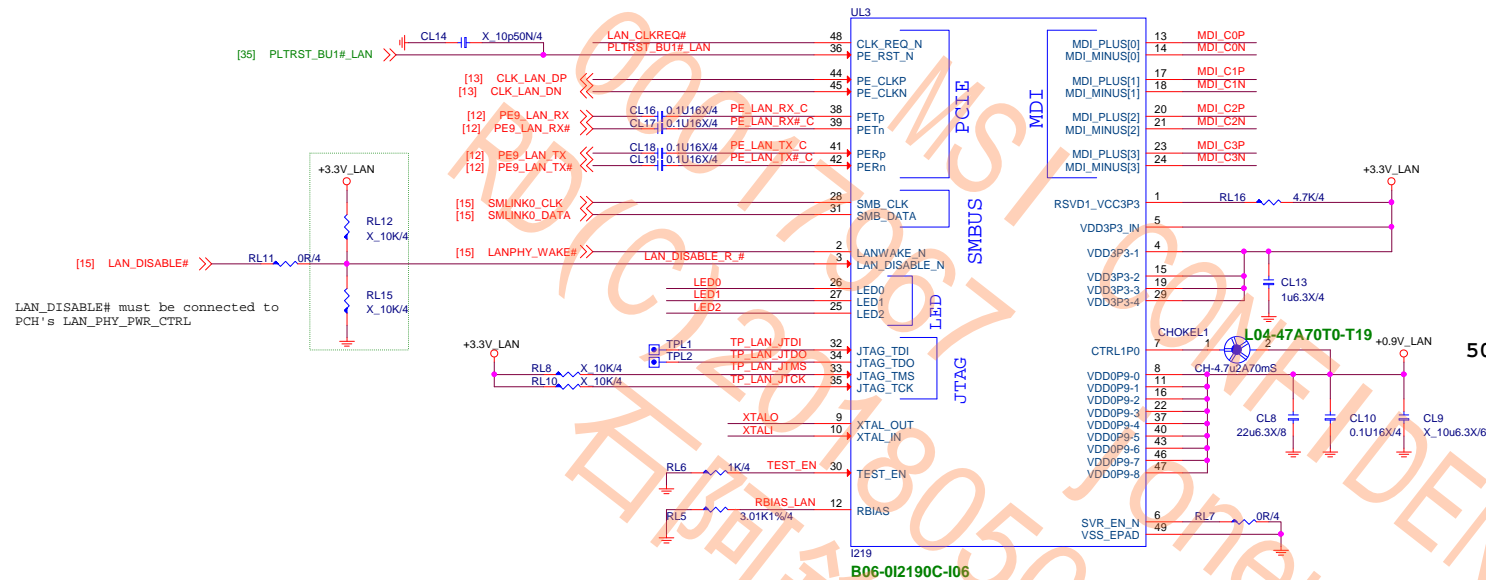 UL3
CL14 X_10p50N/4
[35] PLTRST_BU1#_LAN
LAN_CLKREQ# 48 CLK_REQ_N
PLTRST_BU1#_LAN 36 PE_RST_N
[13] CLK_LAN_DP 44 PE_CLKP
[13] CLK_LAN_DN 45 PE_CLKN
[12] PE9_LAN_RX CL16 0.1U16X/4 PE_LAN_RX_C 38 PETp
[12] PE9_LAN_RX# CL17 0.1U16X/4 PE_LAN_RX#_C 39 PETn
[12] PE9_LAN_TX CL18 0.1U16X/4 PE_LAN_TX_C 41 PERp
[12] PE9_LAN_TX# CL19 0.1U16X/4 PE_LAN_TX#_C 42 PERn
PCIE
[15] SMLINK0_CLK 28 SMB_CLK
[15] SMLINK0_DATA 31 SMB_DATA
SMBUS
[15] LANPHY_WAKE# 2 LANWAKE_N
LAN_DISABLE_R_# 3 LAN_DISABLE_N
+3.3V_LAN
RL12
X_10K/4
[15] LAN_DISABLE# RL11 0R/4
RL15
X_10K/4
LAN_DISABLE# must be connected to
PCH's LAN_PHY_PWR_CTRL
LED0 26 LED0
LED1 27 LED1
LED2 25 LED2
LED
+3.3V_LAN
TPL1 TP_LAN_JTDI 32 JTAG_TDI
TPL2 TP_LAN_JTDO 34 JTAG_TDO
RL8 X_10K/4 TP_LAN_JTMS 33 JTAG_TMS
RL10 X_10K/4 TP_LAN_JTCK 35 JTAG_TCK
JTAG
XTALO 9 XTAL_OUT
XTALI 10 XTAL_IN
RL6 1K/4 TEST_EN 30 TEST_EN
RL5 3.01K1%/4 RBIAS_LAN 12 RBIAS
MDI
MDI_PLUS[0] 13 MDI_C0P
MDI_MINUS[0] 14 MDI_C0N
MDI_PLUS[1] 17 MDI_C1P
MDI_MINUS[1] 18 MDI_C1N
MDI_PLUS[2] 20 MDI_C2P
MDI_MINUS[2] 21 MDI_C2N
MDI_PLUS[3] 23 MDI_C3P
MDI_MINUS[3] 24 MDI_C3N
+3.3V_LAN
RSVD1_VCC3P3 1 RL16 4.7K/4
VDD3P3_IN 5
VDD3P3-1 4
VDD3P3-2 15
VDD3P3-3 19
VDD3P3-4 29
CL13
1u6.3X/4
CHOKEL1 L04-47A70T0-T19
CTRL1P0 7 1 2
CH-4.7u2A70mS
+0.9V_LAN
50
VDD0P9-0 8
VDD0P9-1 11
VDD0P9-2 16
VDD0P9-3 22
VDD0P9-4 37
VDD0P9-5 40
VDD0P9-6 43
VDD0P9-7 46
VDD0P9-8 47
CL8
22u6.3X/8
CL10
0.1U16X/4
CL9
X_10u6.3X/6
SVR_EN_N 6 RL7 0R/4
VSS_EPAD 49
I219
B06-0I2190C-I06
MSI CONFIDEN
00017967
RD(C)2018050